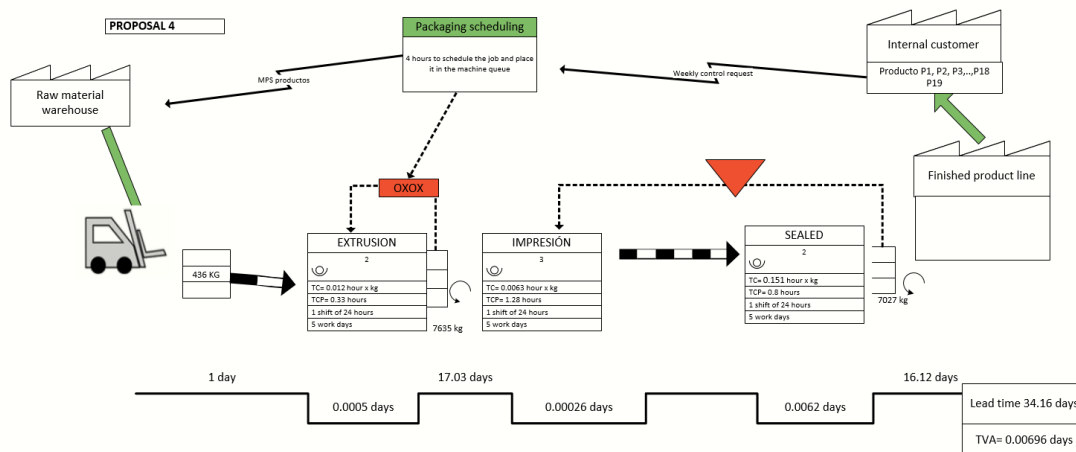 PROPOSAL 4
Packaging scheduling
4 hours to schedule the job and place
it in the machine queue
Internal customer
Producto P1, P2, P3,..,P18
P19
MPS productos
Weekly control request
Raw material
warehouse
OXOX
Finished product line
436 KG
EXTRUSION
2
TC= 0.012 hour x kg
TCP= 0.33 hours
1 shift of 24 hours
5 work days
7635 kg
IMPRESIÓN
3
TC= 0.0063 hour x kg
TCP= 1.28 hours
1 shift of 24 hours
5 work days
SEALED
2
TC= 0.151 hour x kg
TCP= 0.8 hours
1 shift of 24 hours
5 work days
7027 kg
1 day
17.03 days
16.12 days
0.0005 days
0.00026 days
0.0062 days
Lead time 34.16 days
TVA= 0.00696 days